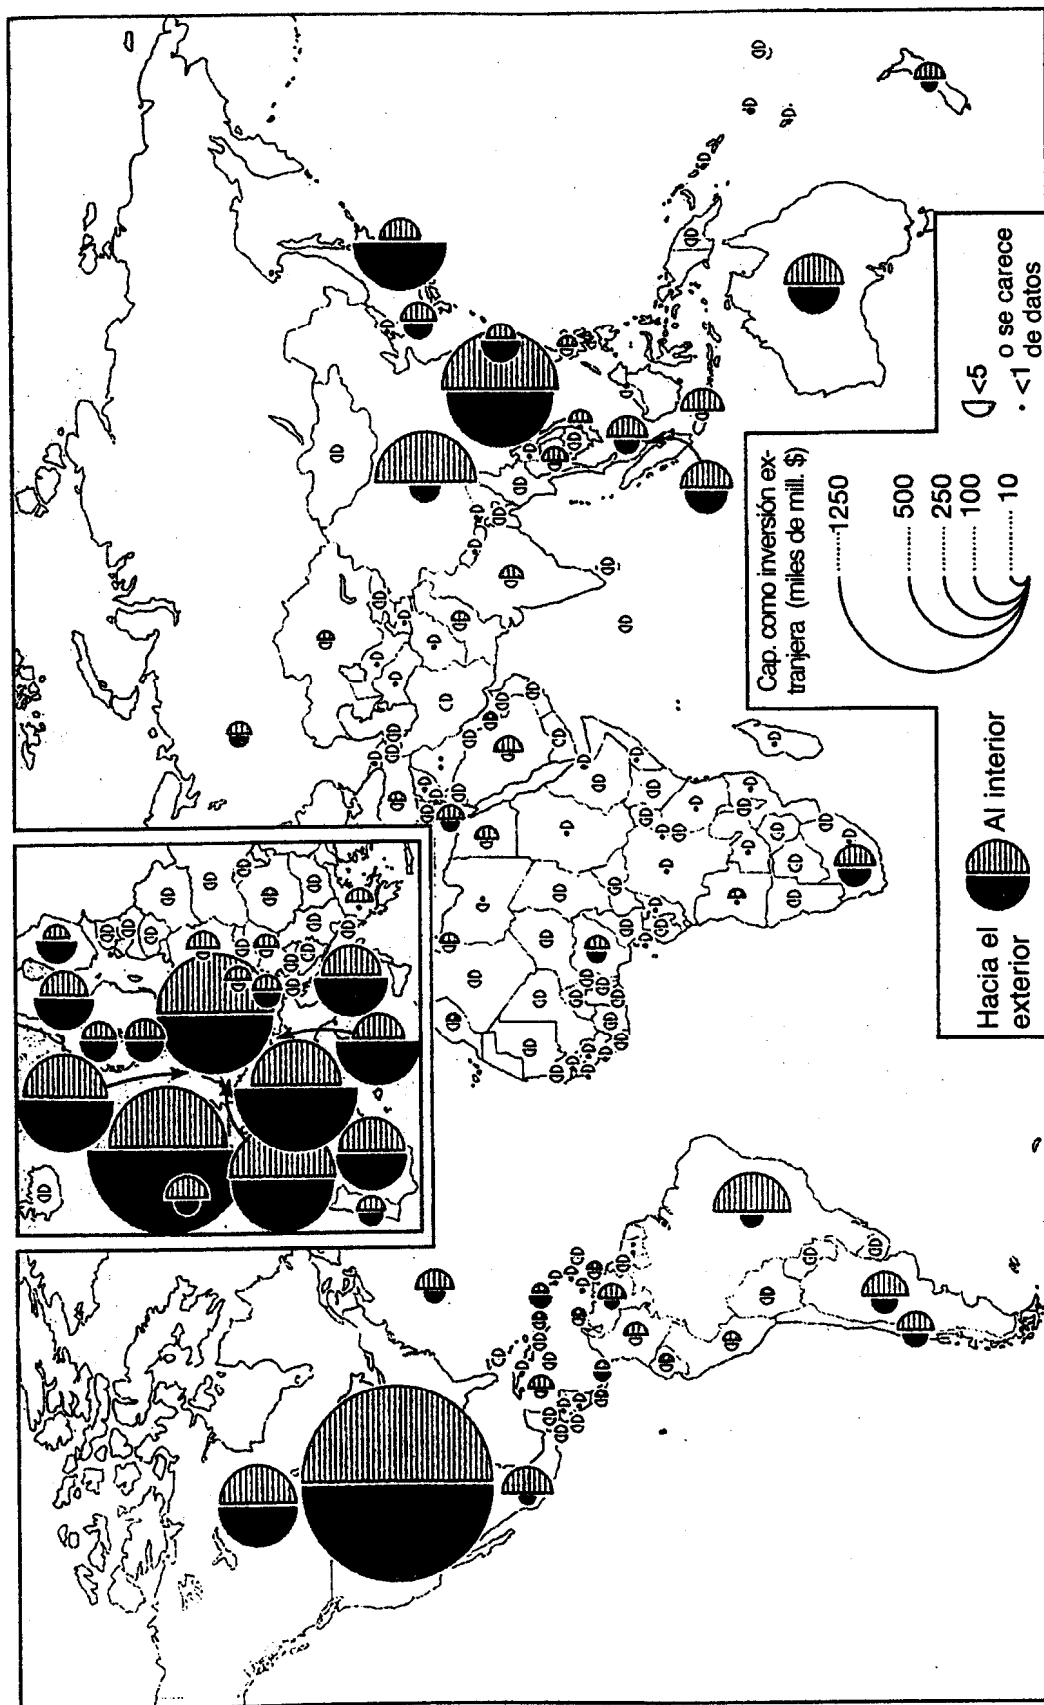 Cap. como inversión ex-
tranjera (miles de mill. $)
1250
500
250
100
10
<5
<1 o se carece
de datos
Hacia el
exterior
Al interior